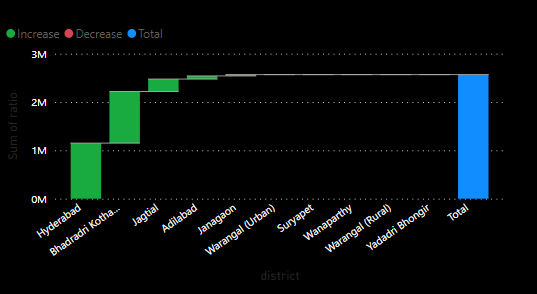 Increase Decrease Total
Sum of ratio
3M
2M
1M
0M
Hyderabad
Bhadradri Kotha...
Jagtial
Adilabad
Janagaon
Warangal (Urban)
Suryapet
Wanaparthy
Warangal (Rural)
Yadadri Bhongir
Total
district